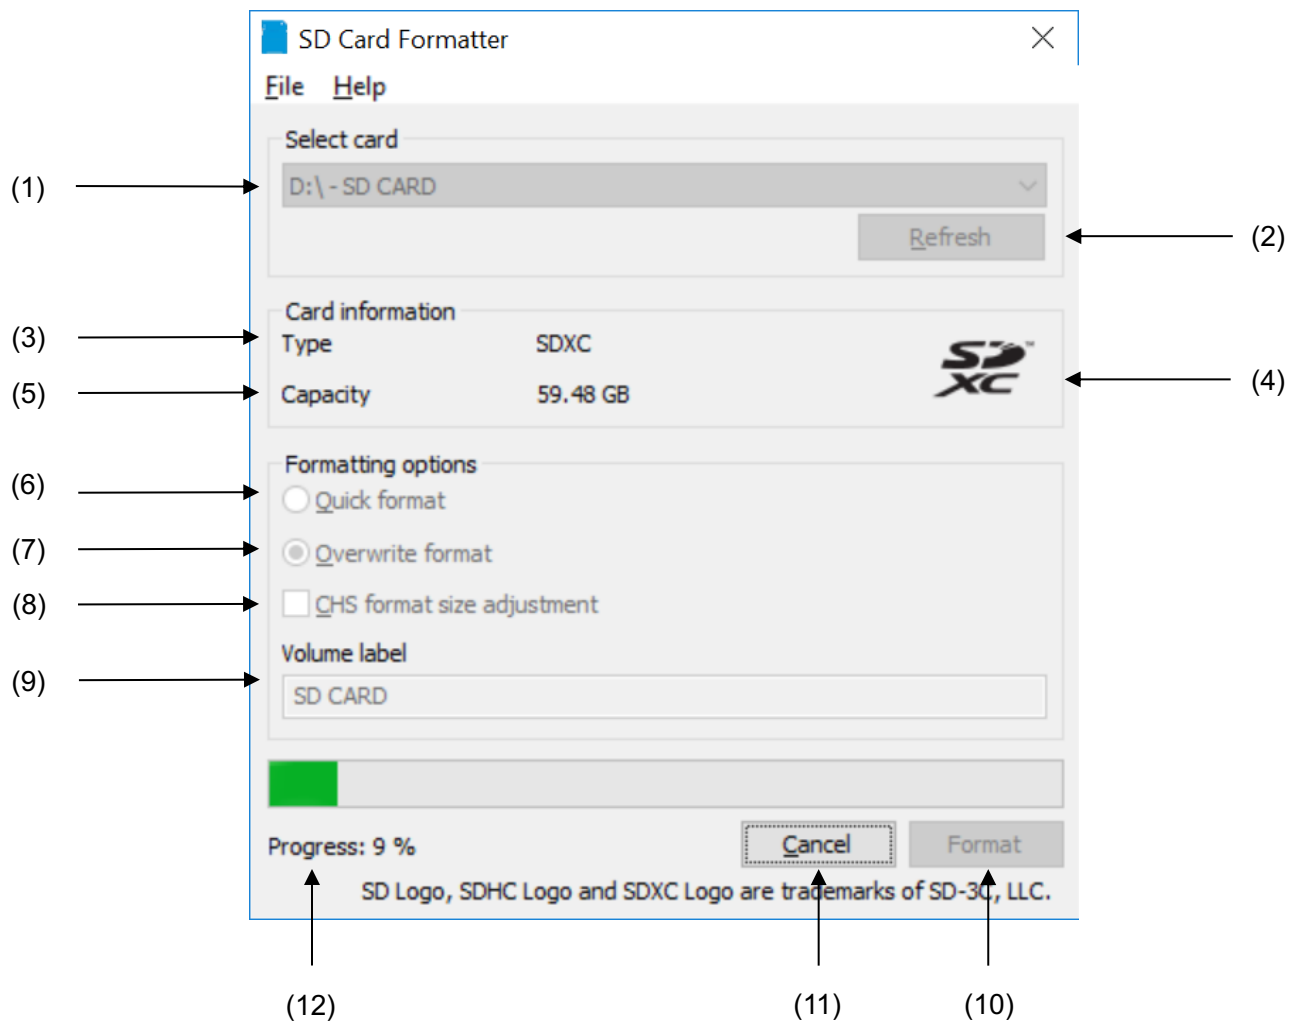 SD Card Formatter
File Help
Select card
(1) D:\ - SD CARD
Refresh (2)
Card information
(3) Type SDXC
SD XC ™ (4)
(5) Capacity 59.48 GB
Formatting options
(6) Quick format
(7) Overwrite format
(8) CHS format size adjustment
Volume label
(9) SD CARD
Progress: 9 % Cancel Format
SD Logo, SDHC Logo and SDXC Logo are trademarks of SD-3C, LLC.
(12) (11) (10)